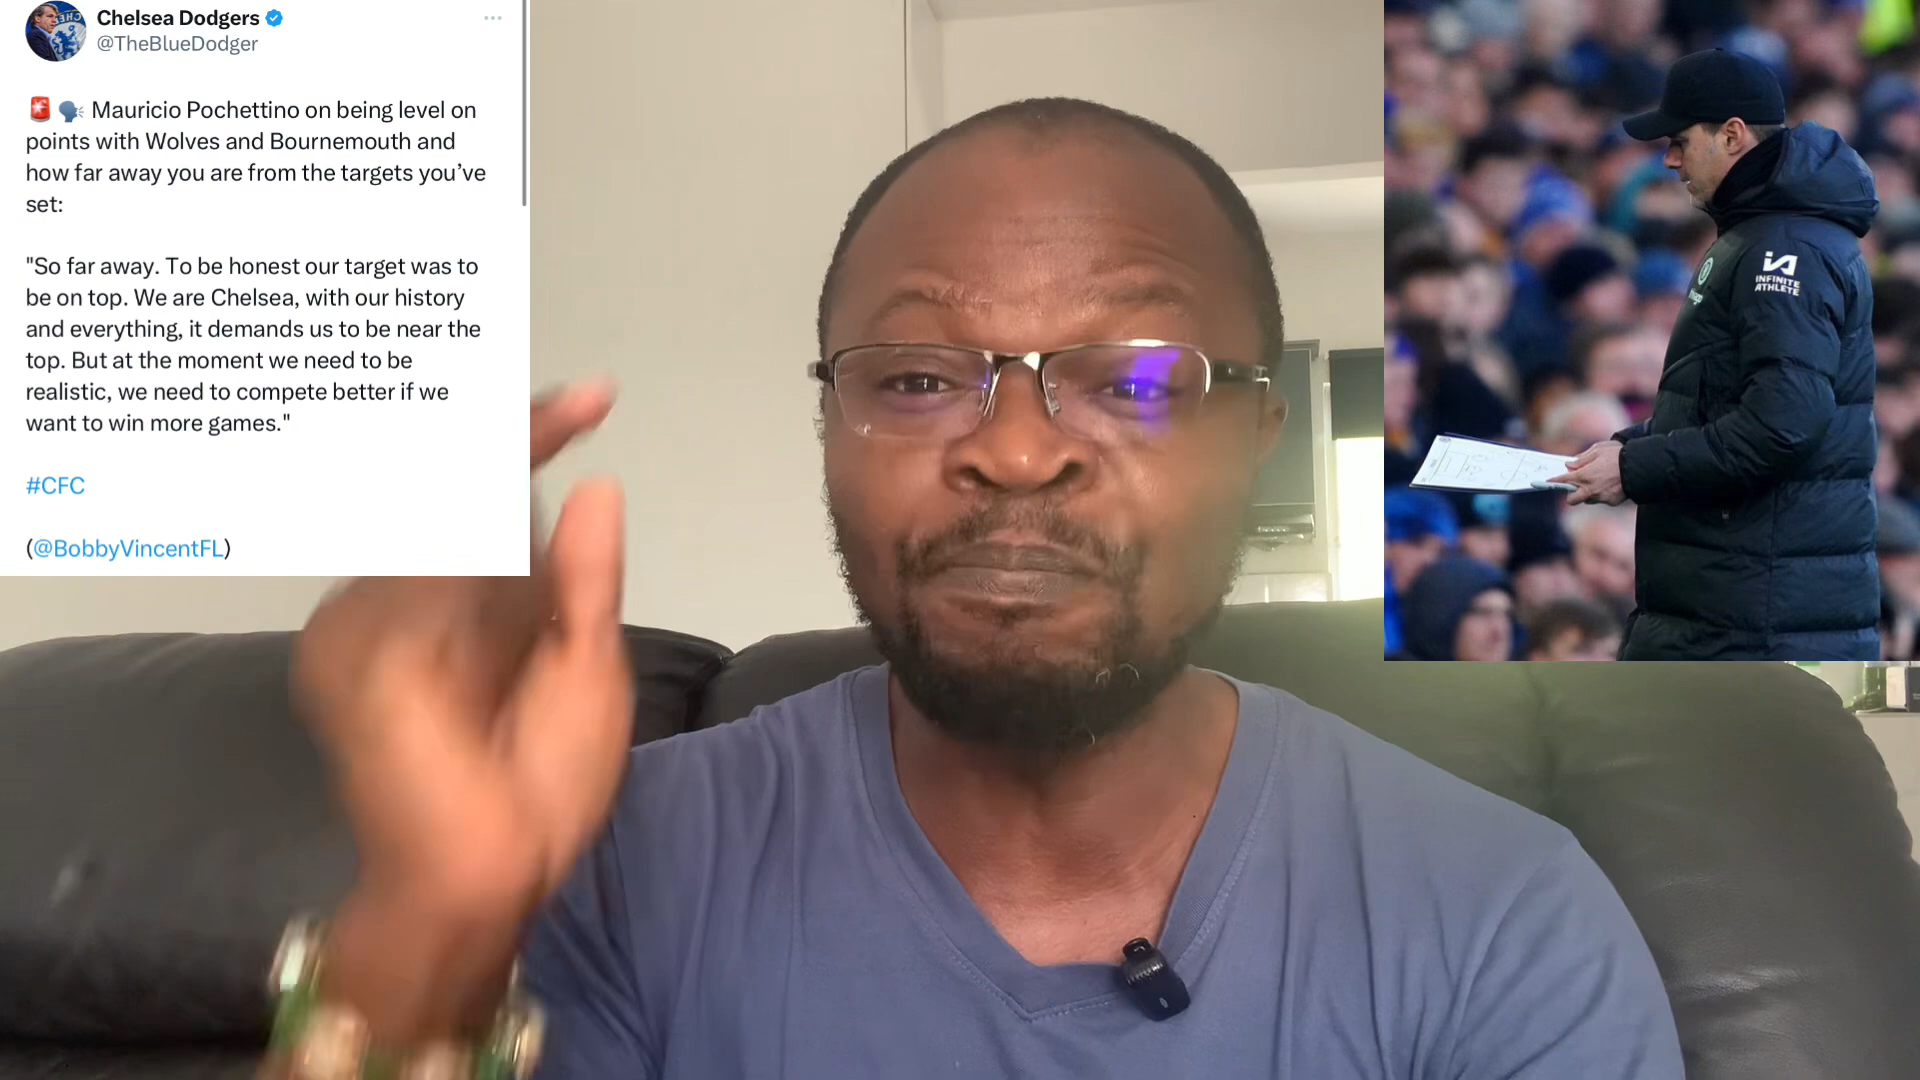 Chelsea Dodgers
@TheBlueDodger
🚨 🗣️ Mauricio Pochettino on being level on
points with Wolves and Bournemouth and
how far away you are from the targets you’ve
set:
"So far away. To be honest our target was to
be on top. We are Chelsea, with our history
and everything, it demands us to be near the
top. But at the moment we need to be
realistic, we need to compete better if we
want to win more games."
#CFC
(@BobbyVincentFL)
INFINITE
ATHLETE